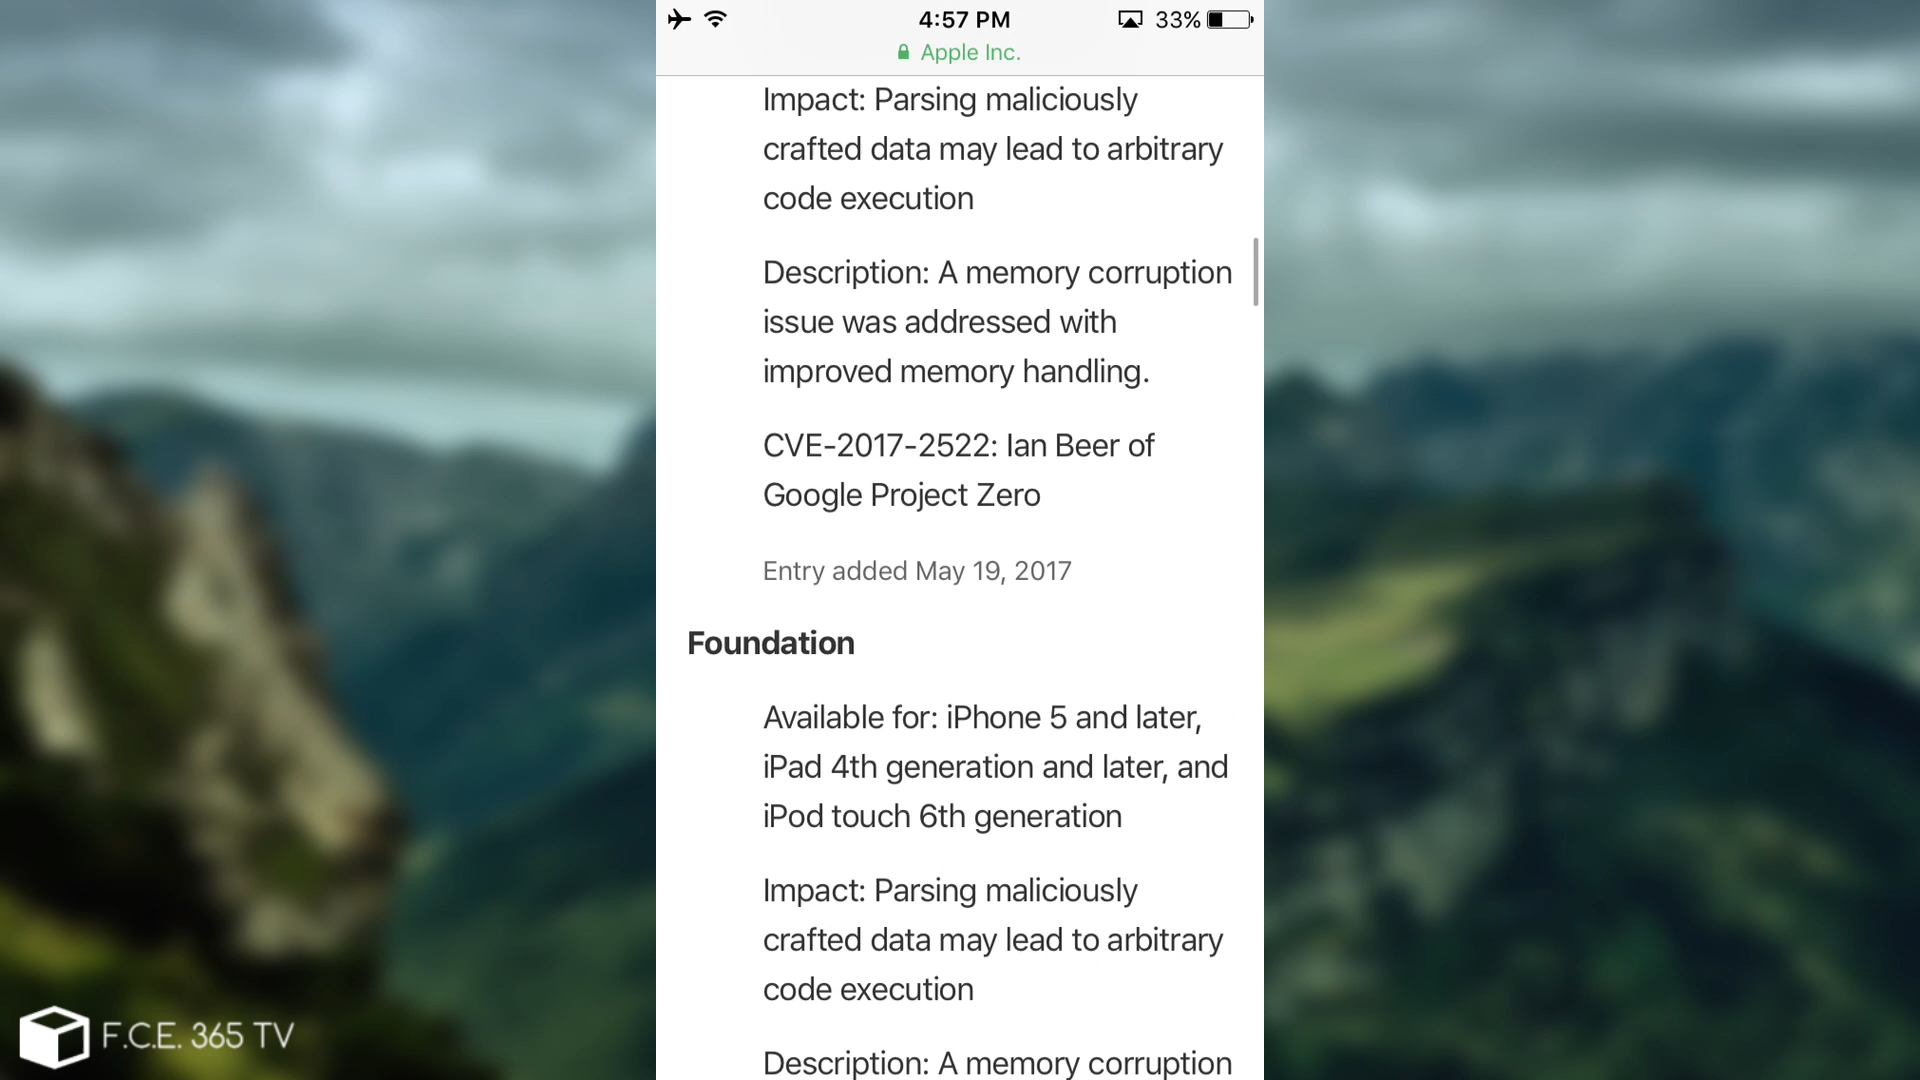 4:57 PM
33%
Apple Inc.
Impact: Parsing maliciously
crafted data may lead to arbitrary
code execution
Description: A memory corruption
issue was addressed with
improved memory handling.
CVE-2017-2522: Ian Beer of
Google Project Zero
Entry added May 19, 2017
Foundation
Available for: iPhone 5 and later,
iPad 4th generation and later, and
iPod touch 6th generation
Impact: Parsing maliciously
crafted data may lead to arbitrary
code execution
Description: A memory corruption
F.C.E. 365 TV